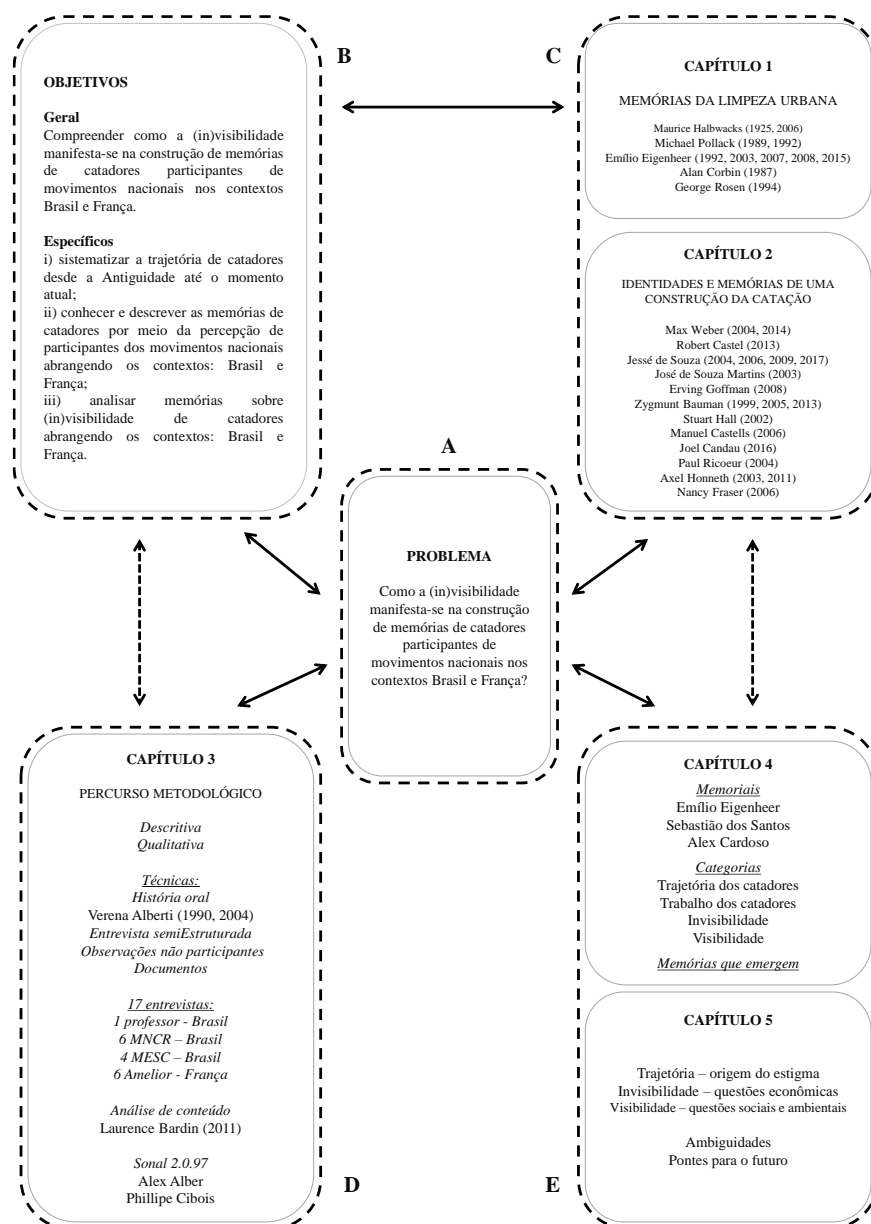 B
OBJETIVOS
Geral
Compreender como a (in)visibilidade
manifesta-se na construção de memórias
de catadores participantes de
movimentos nacionais nos contextos
Brasil e França.
Específicos
i) sistematizar a trajetória de catadores
desde a Antiguidade até o momento
atual;
ii) conhecer e descrever as memórias de
catadores por meio da percepção de
participantes dos movimentos nacionais
abrangendo os contextos: Brasil e
França;
iii) analisar memórias sobre
(in)visibilidade de catadores
abrangendo os contextos: Brasil e
França.
C
CAPÍTULO 1
MEMÓRIAS DA LIMPEZA URBANA
Maurice Halbwacks (1925, 2006)
Michael Pollack (1989, 1992)
Emílio Eigenheer (1992, 2003, 2007, 2008, 2015)
Alan Corbin (1987)
George Rosen (1994)
CAPÍTULO 2
IDENTIDADES E MEMÓRIAS DE UMA
CONSTRUÇÃO DA CATAÇÃO
Max Weber (2004, 2014)
Robert Castel (2013)
Jessé de Souza (2004, 2006, 2009, 2017)
José de Souza Martins (2003)
Erving Goffman (2008)
Zygmunt Bauman (1999, 2005, 2013)
Stuart Hall (2002)
Manuel Castells (2006)
Joel Candau (2016)
Paul Ricoeur (2004)
Axel Honneth (2003, 2011)
Nancy Fraser (2006)
A
PROBLEMA
Como a (in)visibilidade
manifesta-se na construção
de memórias de catadores
participantes de
movimentos nacionais nos
contextos Brasil e França?
CAPÍTULO 3
PERCURSO METODOLÓGICO
Descritiva
Qualitativa
Técnicas:
História oral
Verena Alberti (1990, 2004)
Entrevista semiEstruturada
Observações não participantes
Documentos
17 entrevistas:
1 professor - Brasil
6 MNCR – Brasil
4 MESC – Brasil
6 Amelior - França
Análise de conteúdo
Laurence Bardin (2011)
Sonal 2.0.97
Alex Alber
Phillipe Cibois
D
CAPÍTULO 4
Memoriais
Emílio Eigenheer
Sebastião dos Santos
Alex Cardoso
Categorias
Trajetória dos catadores
Trabalho dos catadores
Invisibilidade
Visibilidade
Memórias que emergem
CAPÍTULO 5
Trajetória – origem do estigma
Invisibilidade – questões econômicas
Visibilidade – questões sociais e ambientais
Ambiguidades
Pontes para o futuro
E